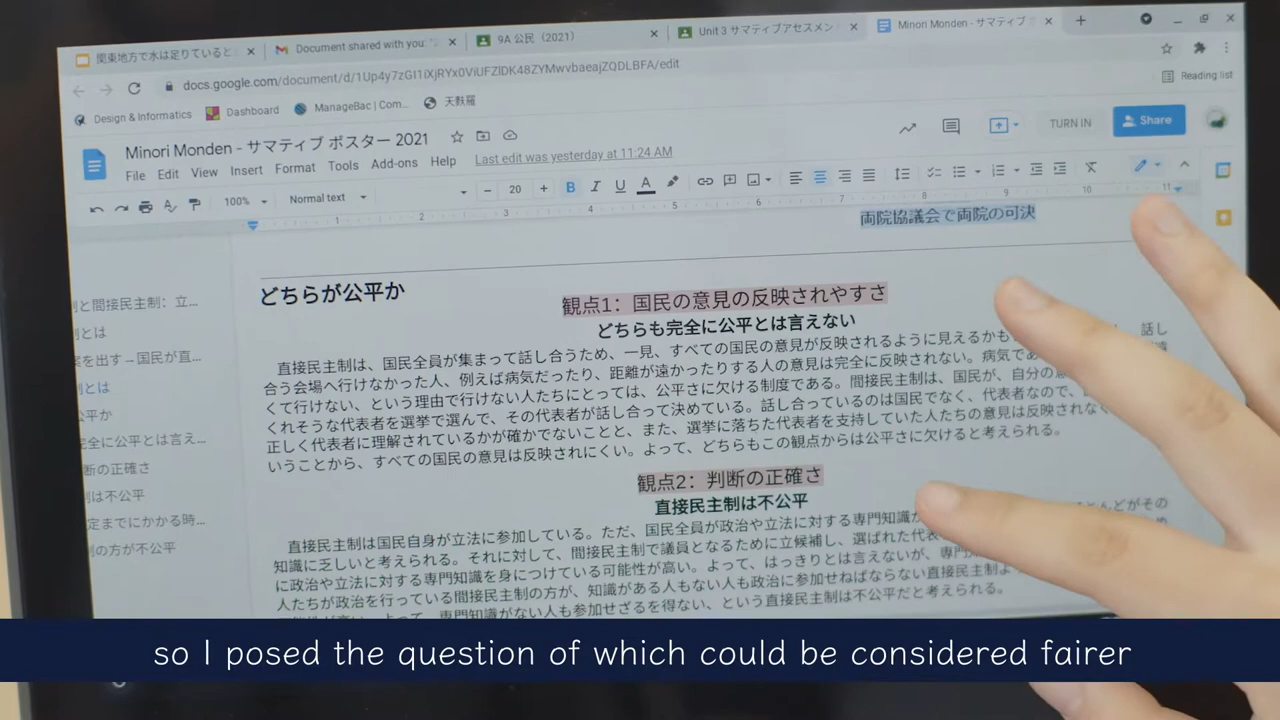 関東地方で水は足りていると
Document shared with you: "
9A 公民（2021）
Unit 3 サマティブアセスメン
Minori Monden - サマティブ
docs.google.com/document/d/1Up4y7zGI1iXjRYx0ViUFZlDK48ZYMwvbaeajZQDLBFA/edit
Reading list
Design & Informatics
Dashboard
ManageBac | Com...
天麩羅
Minori Monden - サマティブ ポスター 2021
TURN IN
Share
File Edit View Insert Format Tools Add-ons Help
Last edit was yesterday at 11:24 AM
100%
Normal text
− 20 + B I U A
1 2 3 4 5 6 7 8 9 10 11
両院協議会で両院の可決
制と間接民主制：立...
制とは
案を出す→国民が直...
制とは
公平か
完全に公平とは言え...
断の正確さ
制は不公平
定までにかかる時...
制の方が不公平
どちらが公平か
観点1：国民の意見の反映されやすさ
どちらも完全に公平とは言えない
直接民主制は、国民全員が集まって話し合うため、一見、すべての国民の意見が反映されるように見えるかも 話し
合う会場へ行けなかった人、例えば病気だったり、距離が遠かったりする人の意見は完全に反映されない。病気であ
くて行けない、という理由で行けない人たちにとっては、公平さに欠ける制度である。間接民主制は、国民が、自分の意
くれそうな代表者を選挙で選んで、その代表者が話し合って決めている。話し合っているのは国民でなく、代表者なので、
正しく代表者に理解されているかが確かでないことと、また、選挙に落ちた代表者を支持していた人たちの意見は反映されな
いうことから、すべての国民の意見は反映されにくい。よって、どちらもこの観点からは公平さに欠けると考えられる。
観点2：判断の正確さ
直接民主制は不公平
直接民主制は国民自身が立法に参加している。ただ、国民全員が政治や立法に対する専門知識が とんどがその
知識に乏しいと考えられる。それに対して、間接民主制で議員となるために立候補し、選ばれた代表
に政治や立法に対する専門知識を身につけている可能性が高い。よって、はっきりとは言えないが、専門
人たちが政治を行っている間接民主制の方が、知識がある人もない人も政治に参加せねばならない直接民主制よ
よって、専門知識がない人も参加せざるを得ない、という直接民主制は不公平だと考えられる。
so I posed the question of which could be considered fairer